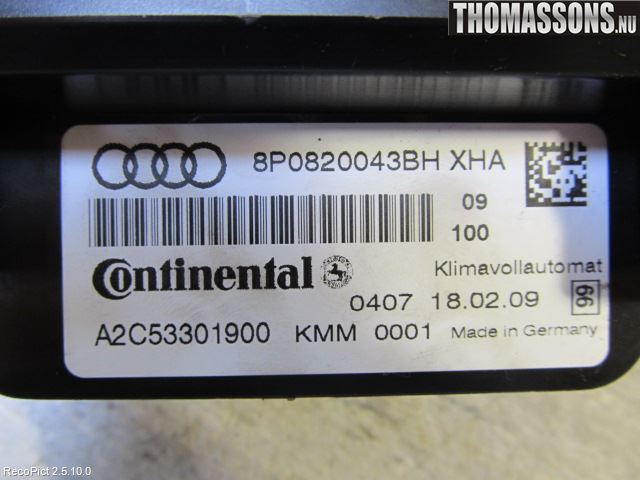 THOMASSONS.NU
8P0820043BH XHA
09
100
Continental
Klimavollautomat
0407 18.02.09 99
A2C53301900 KMM 0001 Made in Germany
RecoPict 2.5.10.0